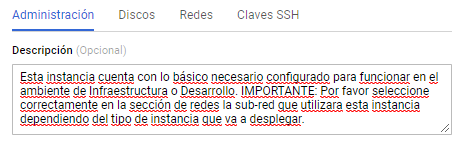 Administración Discos Redes Claves SSH
Descripción (Opcional)
Esta instancia cuenta con lo básico necesario configurado para funcionar en el
ambiente de Infraestructura o Desarrollo. IMPORTANTE: Por favor seleccione
correctamente en la sección de redes la sub-red que utilizara esta instancia
dependiendo del tipo de instancia que va a desplegar.